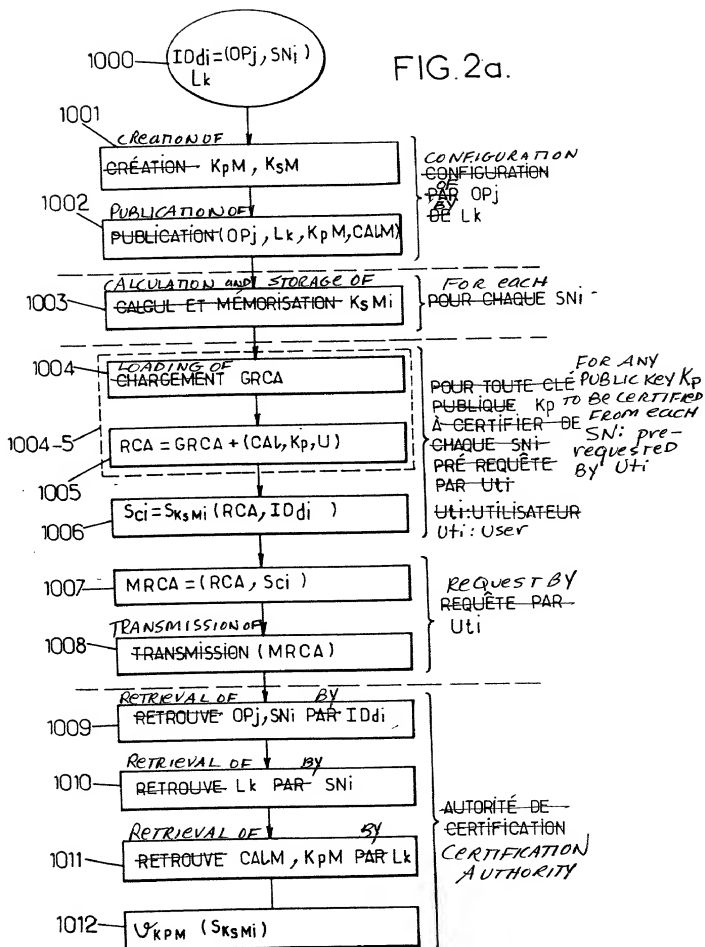 FIG.2a.
1000
IDdi=(OPj,SNi)
Lk
1001
CREATION OF
CRÉATION KpM, KsM
1002
PUBLICATION OF
PUBLICATION(OPj,Lk,KpM,CALM)
CONFIGURATION
CONFIGURATION
OF
PAR OPj
BY
DE Lk
CALCULATION AND STORAGE OF
1003
CALCUL ET MÉMORISATION KsMi
FOR EACH
POUR CHAQUE SNi
1004
LOADING OF
CHARGEMENT GRCA
1004-5
RCA=GRCA+(CAL,Kp,U)
1005
Sci=SKsMi(RCA,IDdi)
1006
POUR TOUTE CLÉ
PUBLIQUE Kp
À CERTIFIER DE
CHAQUE SNi
PRÉ REQUÊTE
PAR Uti
Uti:UTILISATEUR
Uti: User
FOR ANY
PUBLIC KEY Kp
TO BE CERTIFIED
FROM EACH
SNi pre-
requested
BY Uti
1007
MRCA=(RCA,Sci)
TRANSMISSION OF
1008
TRANSMISSION (MRCA)
REQUEST BY
REQUÊTE PAR
Uti
RETRIEVAL OF BY
1009
RETROUVE OPj,SNi PAR IDdi
RETRIEVAL OF BY
1010
RETROUVE Lk PAR SNi
RETRIEVAL OF BY
1011
RETROUVE CALM, KpM PAR Lk
1012
𝒱KPM (SKSMi)
AUTORITÉ DE
CERTIFICATION
CERTIFICATION
AUTHORITY